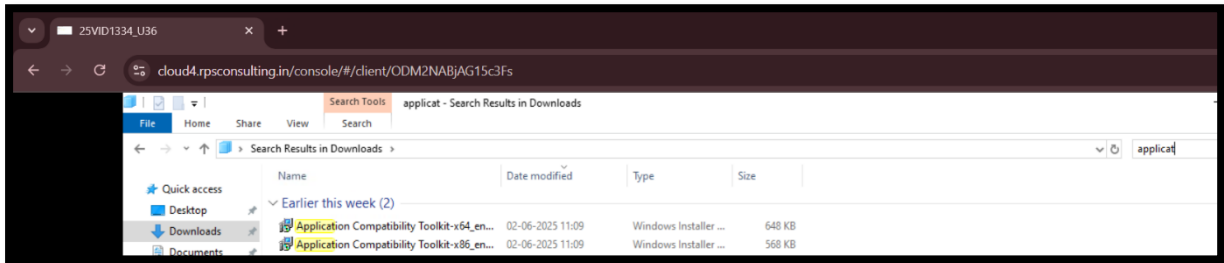 25VID1334_U36
cloud4.rpsconsulting.in/console/#/client/ODM2NABjAG15c3Fs
Search Tools applicat - Search Results in Downloads
File Home Share View Search
Search Results in Downloads applicat
Name Date modified Type Size
Quick access
Earlier this week (2)
Desktop
Application Compatibility Toolkit-x64_en... 02-06-2025 11:09 Windows Installer ... 648 KB
Downloads
Application Compatibility Toolkit-x86_en... 02-06-2025 11:09 Windows Installer ... 568 KB
Documents